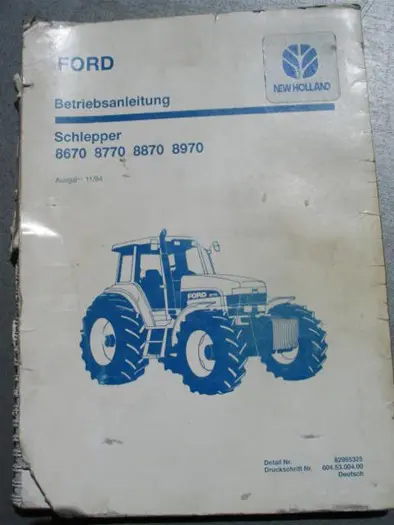 FORD
NEW HOLLAND
Betriebsanleitung
Schlepper
8670 8770 8870 8970
Ausgabe 11/94
FORD
Detail Nr. 82995325
Druckschrift Nr. 604.53.004.00
Deutsch